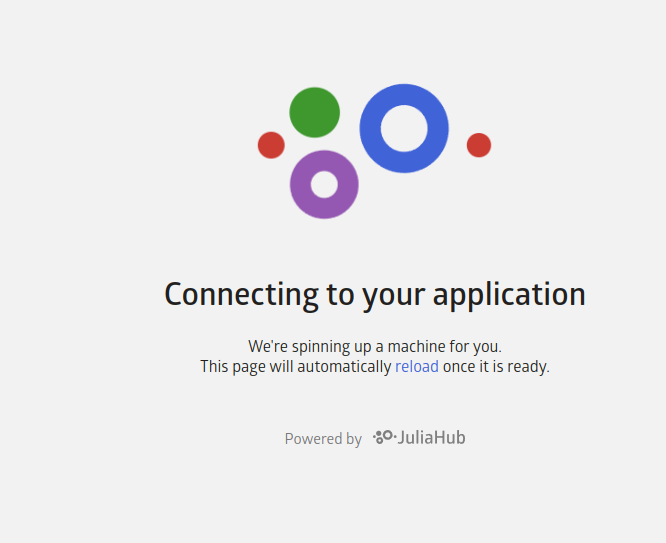 Connecting to your application
We're spinning up a machine for you.
This page will automatically reload once it is ready.
Powered by JuliaHub